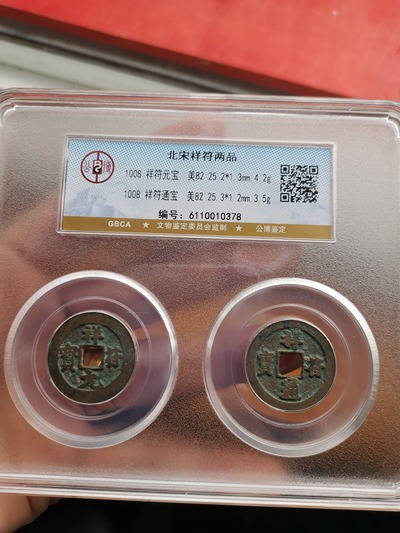 北宋祥符两品
1008 祥符元宝 美82 25.2*1.3mm 4.2g
1008 祥符通宝 美82 25.3*1.2mm 3.5g
编号: 6110010378
GBCA ★ 文物鉴定委员会监制 ★ 公博鉴定
公博
祥符元寶
祥符通寶